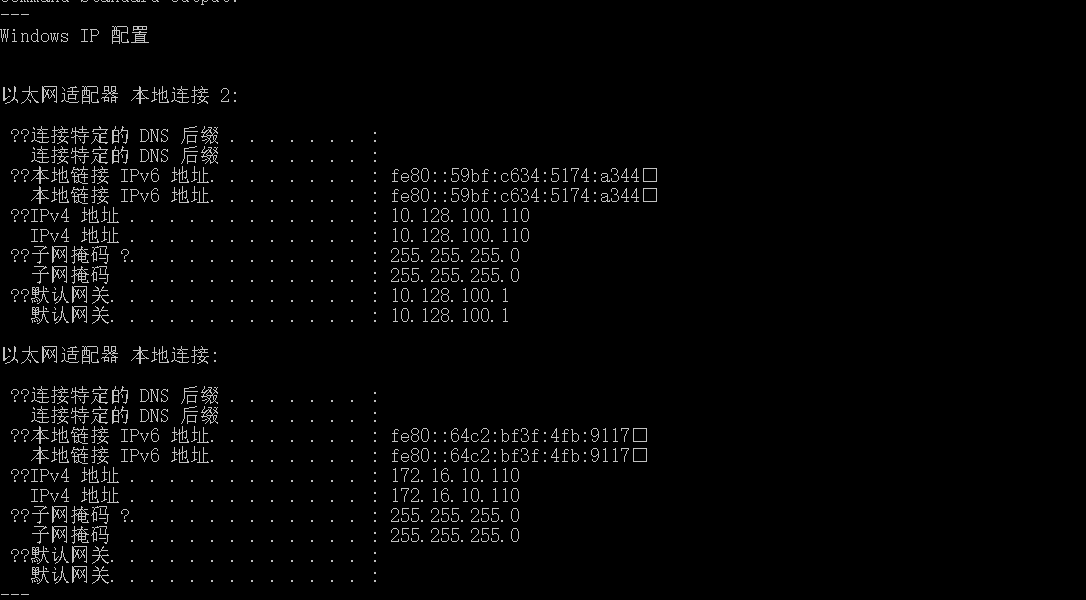 Command standard output:
---
Windows IP 配置
以太网适配器 本地连接 2:
??连接特定的 DNS 后缀 . . . . . . . :
连接特定的 DNS 后缀 . . . . . . . :
??本地链接 IPv6 地址. . . . . . . . : fe80::59bf:c634:5174:a344□
本地链接 IPv6 地址. . . . . . . . : fe80::59bf:c634:5174:a344□
??IPv4 地址 . . . . . . . . . . . . : 10.128.100.110
IPv4 地址 . . . . . . . . . . . . : 10.128.100.110
??子网掩码 ?. . . . . . . . . . . . : 255.255.255.0
子网掩码  . . . . . . . . . . . . : 255.255.255.0
??默认网关. . . . . . . . . . . . . : 10.128.100.1
默认网关. . . . . . . . . . . . . : 10.128.100.1
以太网适配器 本地连接:
??连接特定的 DNS 后缀 . . . . . . . :
连接特定的 DNS 后缀 . . . . . . . :
??本地链接 IPv6 地址. . . . . . . . : fe80::64c2:bf3f:4fb:9117□
本地链接 IPv6 地址. . . . . . . . : fe80::64c2:bf3f:4fb:9117□
??IPv4 地址 . . . . . . . . . . . . : 172.16.10.110
IPv4 地址 . . . . . . . . . . . . : 172.16.10.110
??子网掩码 ?. . . . . . . . . . . . : 255.255.255.0
子网掩码  . . . . . . . . . . . . : 255.255.255.0
??默认网关. . . . . . . . . . . . . :
默认网关. . . . . . . . . . . . . :
---